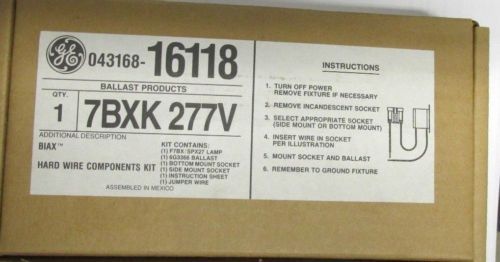 GE 043168-16118
BALLAST PRODUCTS
QTY.
1
7BXK 277V
ADDITIONAL DESCRIPTION
BIAX™
HARD WIRE COMPONENTS KIT
KIT CONTAINS:
(1) F7BX/SPX27 LAMP
(1) 6G3366 BALLAST
(1) BOTTOM MOUNT SOCKET
(1) SIDE MOUNT SOCKET
(1) INSTRUCTION SHEET
(1) JUMPER WIRE
ASSEMBLED IN MEXICO
INSTRUCTIONS
1. TURN OFF POWER
REMOVE FIXTURE IF NECESSARY
2. REMOVE INCANDESCENT SOCKET
3. SELECT APPROPRIATE SOCKET
(SIDE MOUNT OR BOTTOM MOUNT)
4. INSERT WIRE IN SOCKET
PER ILLUSTRATION
5. MOUNT SOCKET AND BALLAST
6. REMEMBER TO GROUND FIXTURE